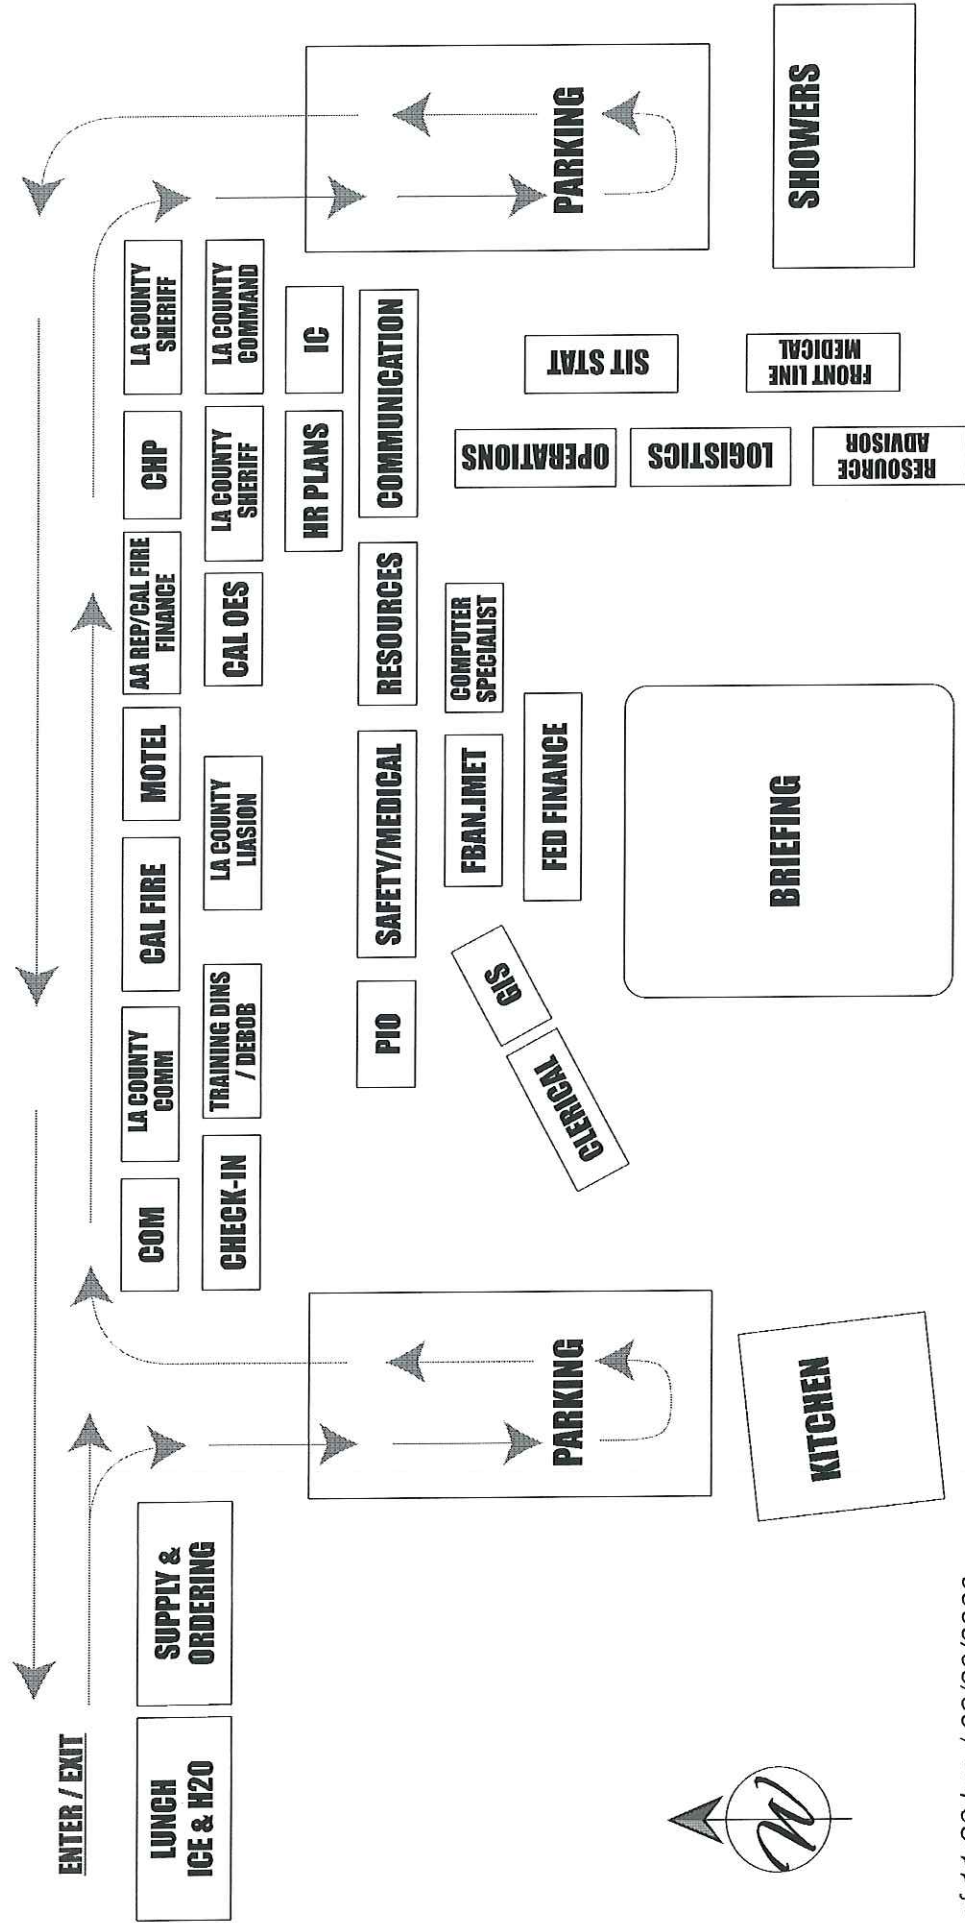 ENTER / EXIT
LUNCH
ICE & H20
SUPPLY &
ORDERING
COM
LA COUNTY
COMM
CAL FIRE
MOTEL
AA REP/CAL FIRE
FINANCE
CHP
LA COUNTY
SHERIFF
CHECK-IN
TRAINING DINS
/ DEBOB
LA COUNTY
LIASION
CAL OES
LA COUNTY
SHERIFF
LA COUNTY
COMMAND
HR PLANS
IC
PIO
SAFETY/MEDICAL
RESOURCES
COMMUNICATION
GIS
CLERICAL
FBAN.IMET
COMPUTER
SPECIALIST
FED FINANCE
OPERATIONS
LOGISTICS
RESOURCE
ADVISOR
SIT STAT
FRONT LINE
MEDICAL
PARKING
PARKING
BRIEFING
KITCHEN
SHOWERS
N